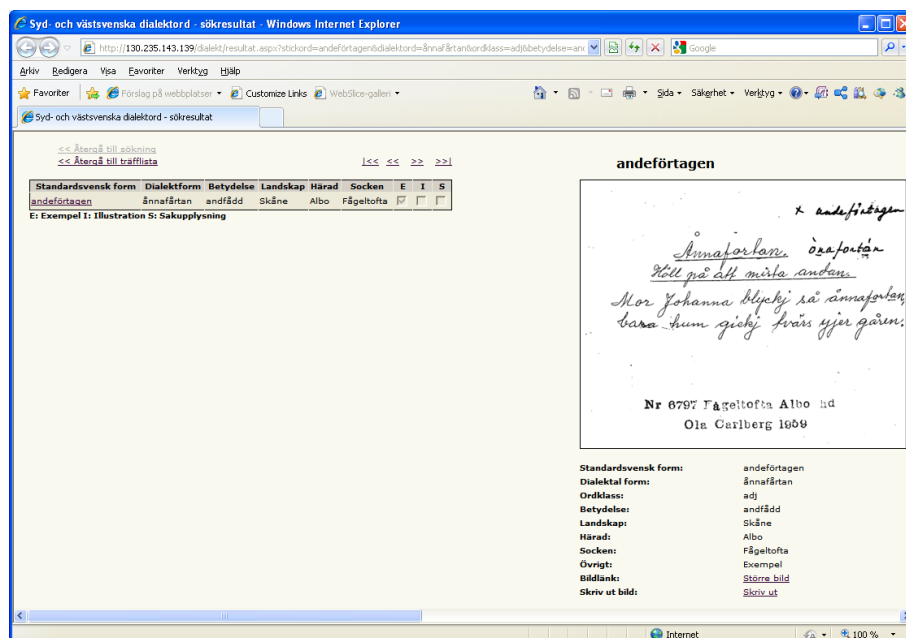 Syd- och västsvenska dialektord - sökresultat - Windows Internet Explorer
http://130.235.143.139/dialekt/resultat.aspx?stickord=andeförtagen&dialektord=ånnafårtan&ordklass=adj&betydelse=and
Google
Arkiv Redigera Visa Favoriter Verktyg Hjälp
Favoriter Förslag på webbplatser Customize Links WebSlice-galleri
Sida Säkerhet Verktyg
Syd- och västsvenska dialektord - sökresultat
<< Återgå till sökning
<< Återgå till träfflista |<< << >> >>|
Standardsvensk form Dialektform Betydelse Landskap Härad Socken E I S
andeförtagen ånnafårtan andfådd Skåne Albo Fågeltofta
E: Exempel I: Illustration S: Sakupplysning
andeförtagen
x andeförtagen
Ånnafortan. ònafortán
Höll på att mista andan.
Mor Johanna blyckj så ånnafortan,
bara hum gickj tvärs yjer gåren.
Nr 6797 Fågeltofta Albo hd
Ola Carlberg 1959
Standardsvensk form: andeförtagen
Dialektal form: ånnafårtan
Ordklass: adj
Betydelse: andfådd
Landskap: Skåne
Härad: Albo
Socken: Fågeltofta
Övrigt: Exempel
Bildlänk: Större bild
Skriv ut bild: Skriv ut
Internet 100 %